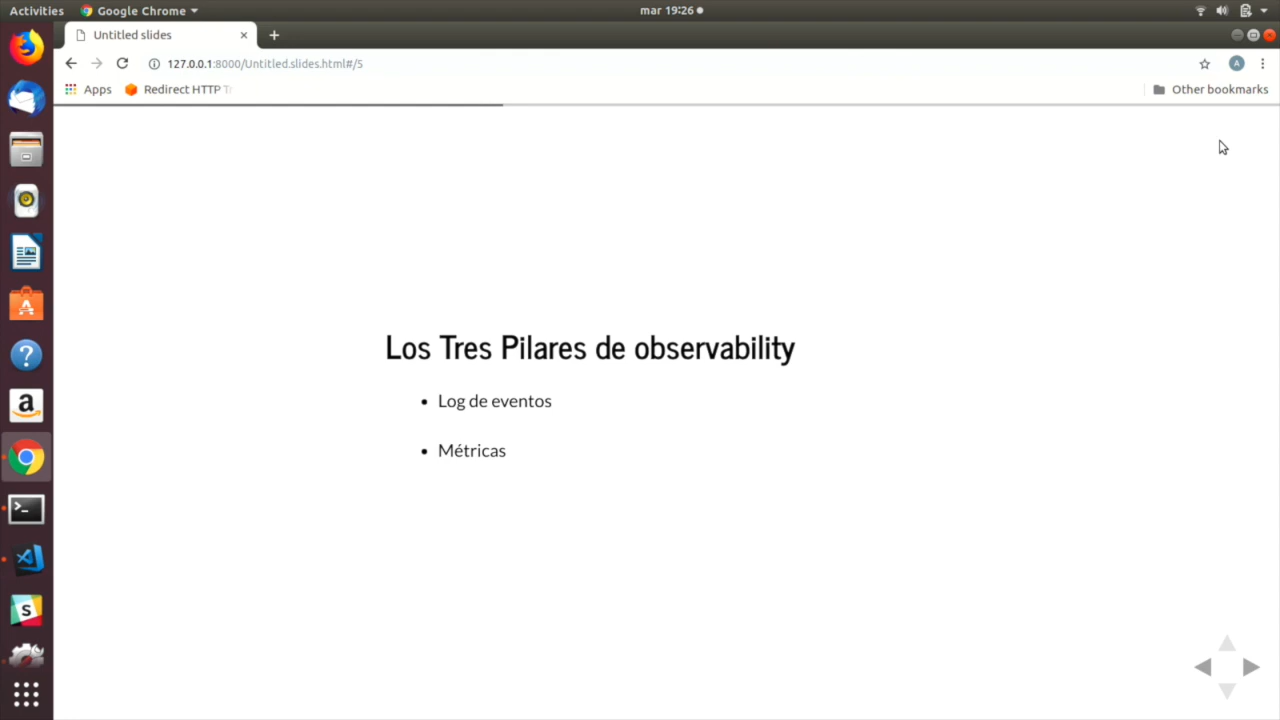 Activities
Google Chrome
mar 19:26
Untitled slides
127.0.0.1:8000/Untitled.slides.html#/5
A
Apps
Redirect HTTP
Other bookmarks
Los Tres Pilares de observability
Log de eventos
Métricas